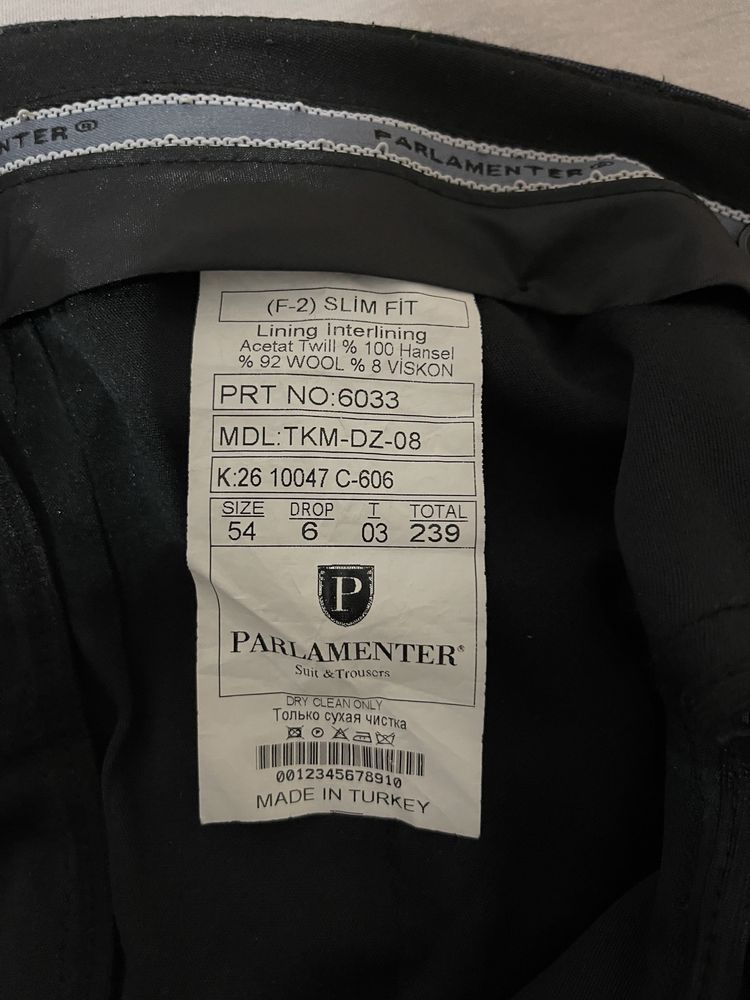 NTER®
PARLAMENTER®
(F-2) SLİM FİT
Lining Interlining
Acetat Twill % 100 Hansel
% 92 WOOL % 8 VİSKON
PRT NO:6033
MDL:TKM-DZ-08
K:26 10047 C-606
SIZE DROP T TOTAL
54 6 03 239
P
PARLAMENTER®
Suit & Trousers
DRY CLEAN ONLY
Только сухая чистка
0012345678910
MADE IN TURKEY